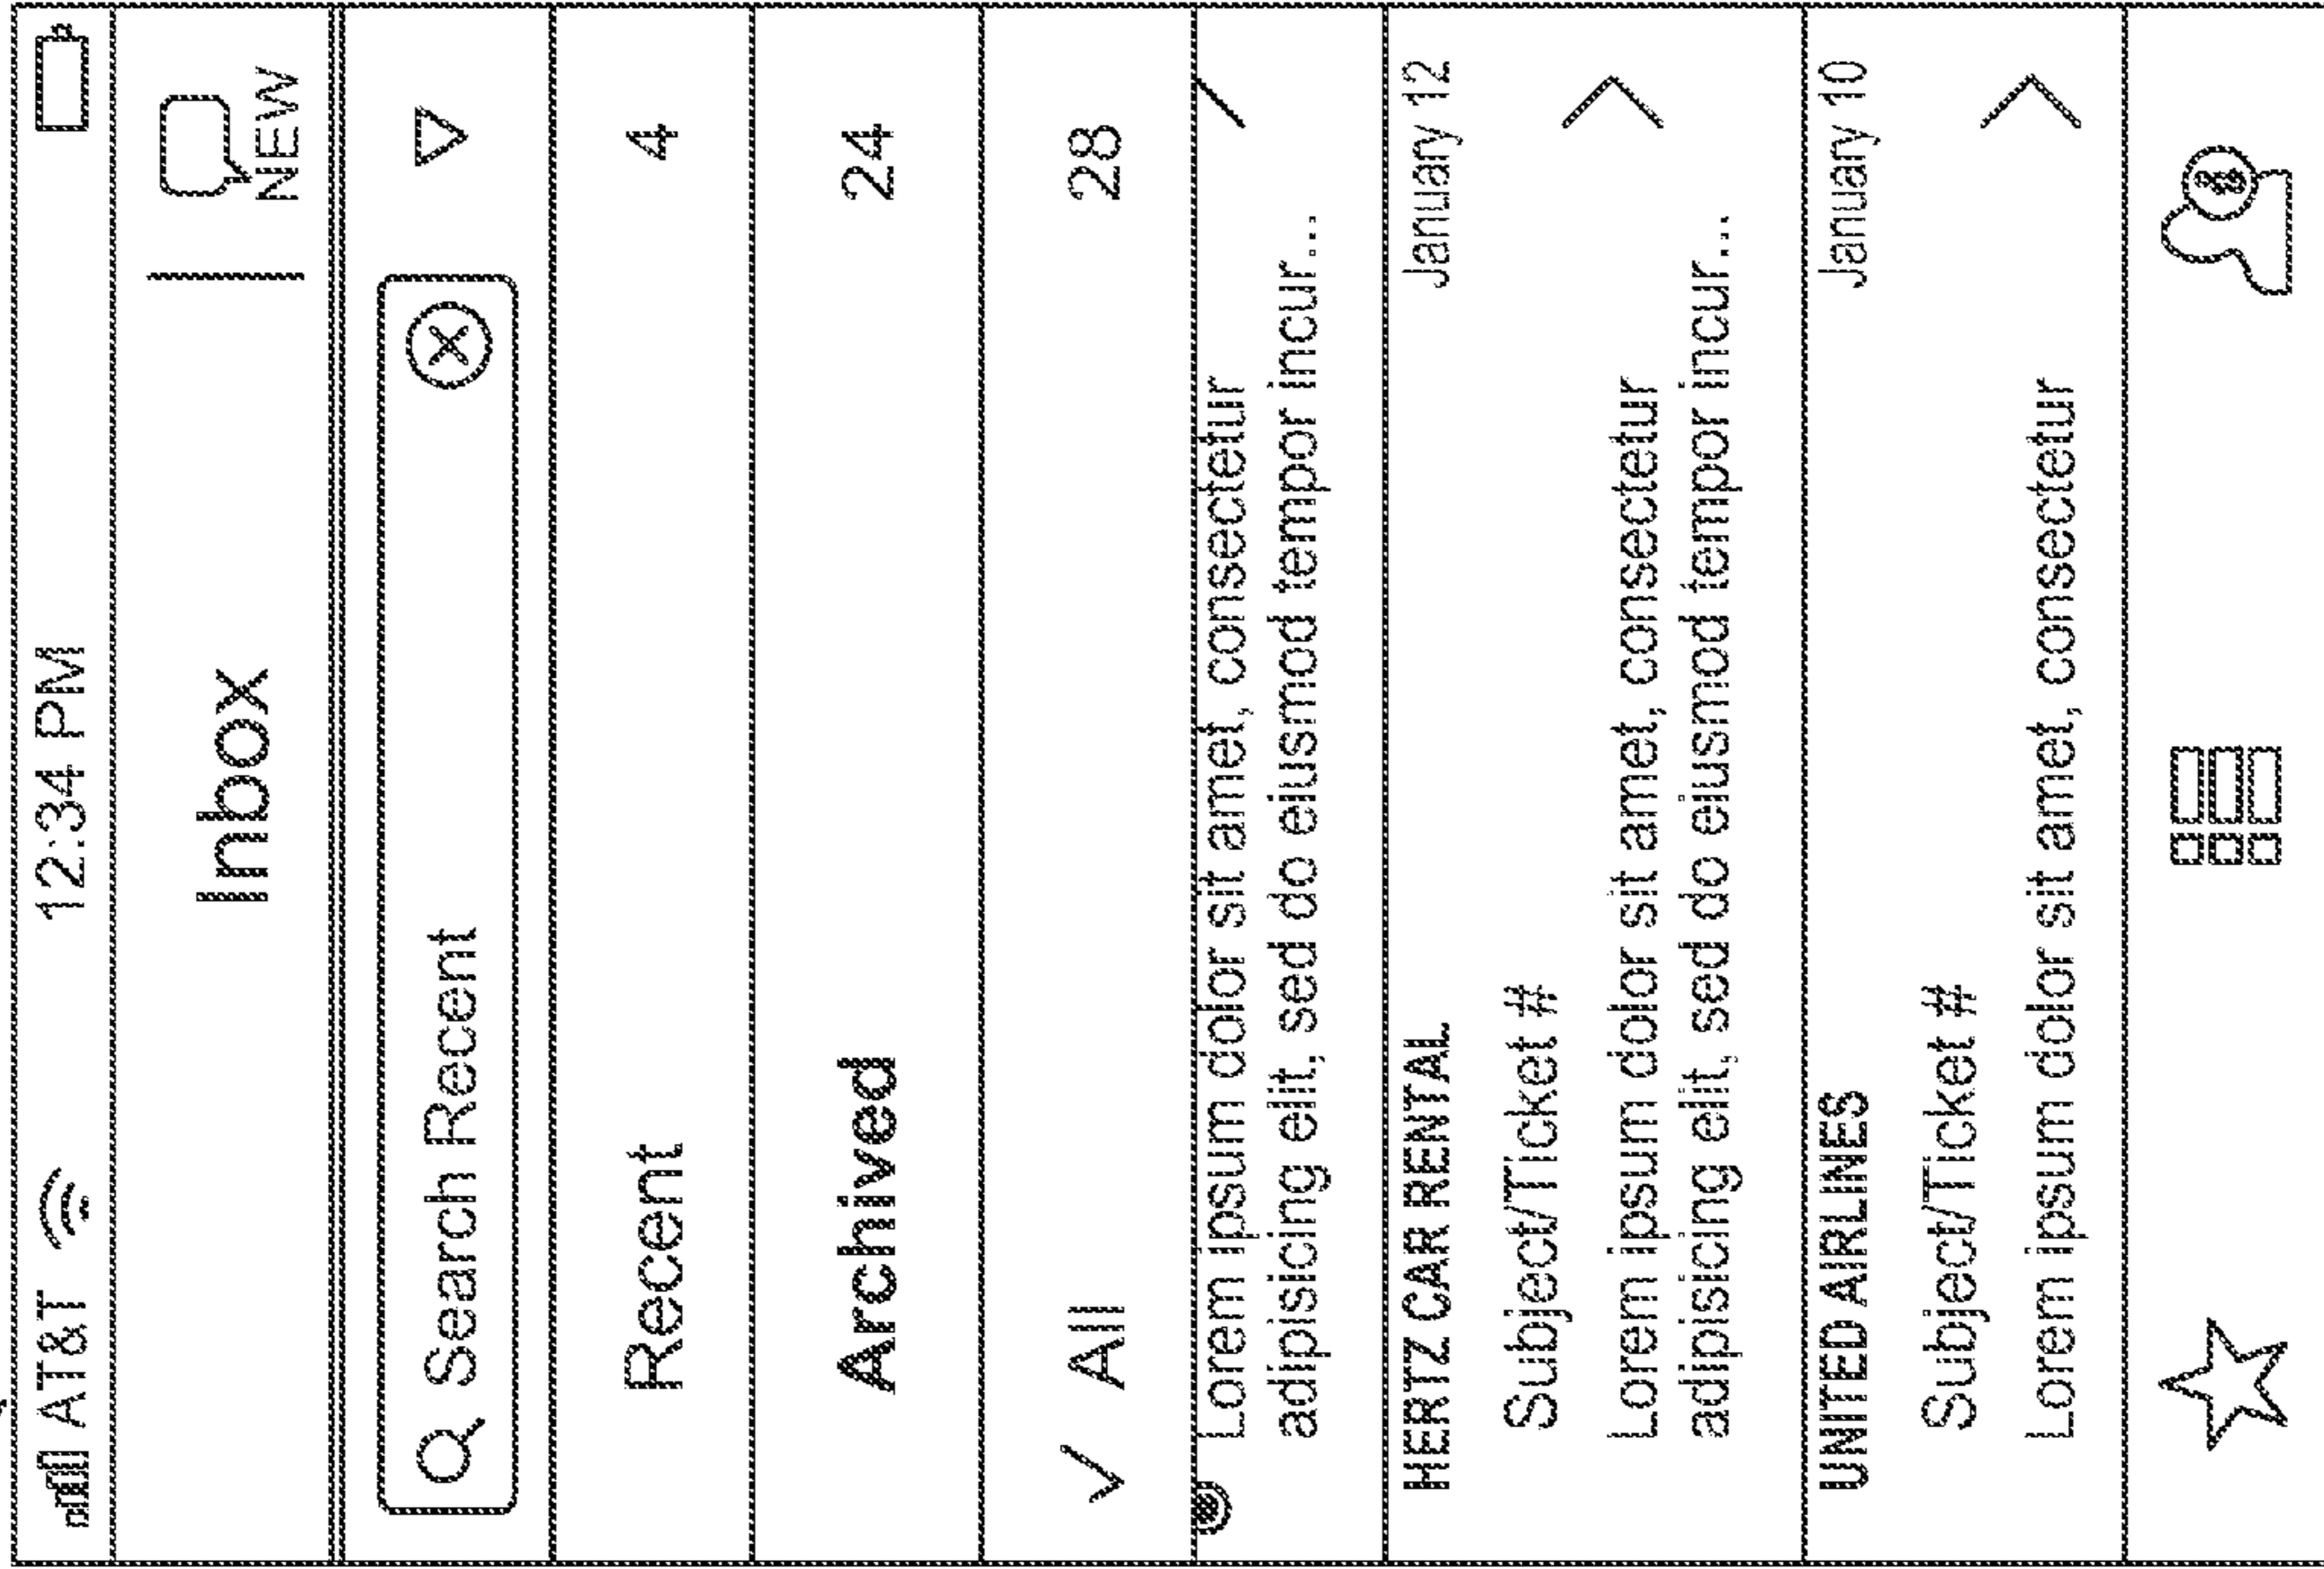 AT&T 12:34 PM
Inbox
NEW
Search Recent
Recent 4
Archived 24
All 28
Lorem ipsum dolor sit amet, consectetur
adipisicing elit, sed do eiusmod tempor incur...
HERTZ CAR RENTAL January 12
Subject/Ticket #
Lorem ipsum dolor sit amet, consectetur
adipisicing elit, sed do eiusmod tempor incur...
UNITED AIRLINES January 10
Subject/Ticket #
Lorem ipsum dolor sit amet, consectetur